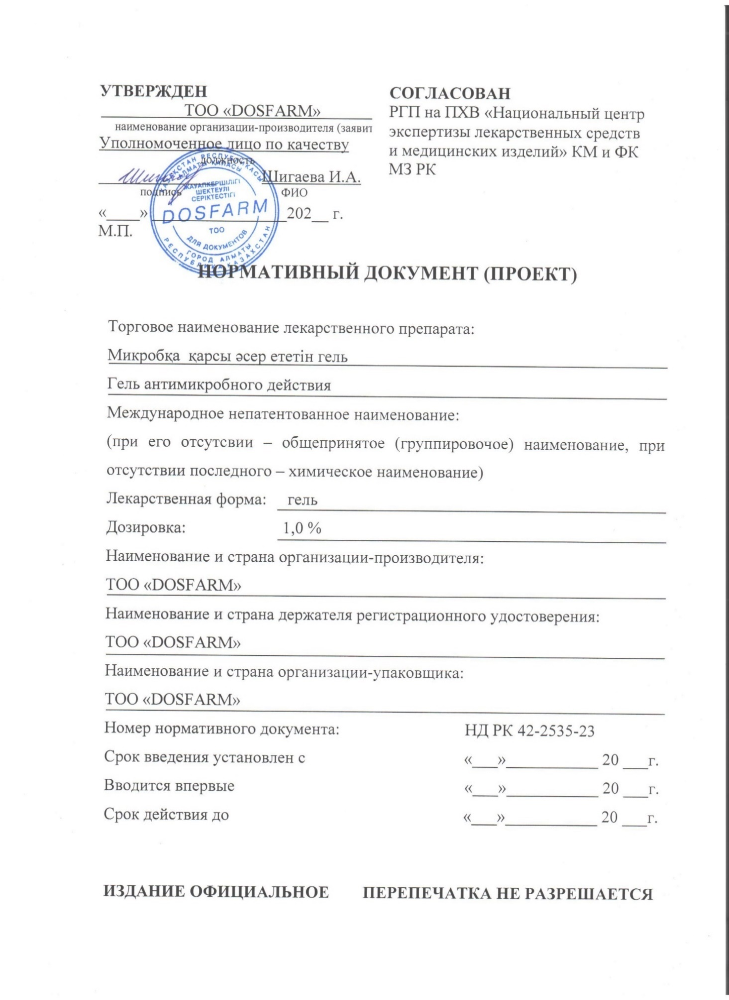 УТВЕРЖДЕН
ТОО «DOSFARM»
наименование организации-производителя (заявит
Уполномоченное лицо по качеству
должность
Шигаева И.А.
подпись ФИО
«____» ________________202__ г.
М.П.
СОГЛАСОВАН
РГП на ПХВ «Национальный центр
экспертизы лекарственных средств
и медицинских изделий» КМ и ФК
МЗ РК
ҚАЗАҚСТАН РЕСПУБЛИКАСЫ
АЛМАТЫ ҚАЛАСЫ
ЖАУАПКЕРШІЛІГІ
ШЕКТЕУЛІ
СЕРІКТЕСТІГІ
DOSFARM
ТОО
ДЛЯ ДОКУМЕНТОВ
ГОРОД АЛМАТЫ
РЕСПУБЛИКА КАЗАХСТАН
НОРМАТИВНЫЙ ДОКУМЕНТ (ПРОЕКТ)
Торговое наименование лекарственного препарата:
Микробқа қарсы әсер ететін гель
Гель антимикробного действия
Международное непатентованное наименование:
(при его отсутсвии – общепринятое (группировочое) наименование, при
отсутствии последного – химическое наименование)
Лекарственная форма: гель
Дозировка: 1,0 %
Наименование и страна организации-производителя:
ТОО «DOSFARM»
Наименование и страна держателя регистрационного удостоверения:
ТОО «DOSFARM»
Наименование и страна организации-упаковщика:
ТОО «DOSFARM»
Номер нормативного документа: НД РК 42-2535-23
Срок введения установлен с «___»___________ 20 ___г.
Вводится впервые «___»___________ 20 ___г.
Срок действия до «___»___________ 20 ___г.
ИЗДАНИЕ ОФИЦИАЛЬНОЕ ПЕРЕПЕЧАТКА НЕ РАЗРЕШАЕТСЯ